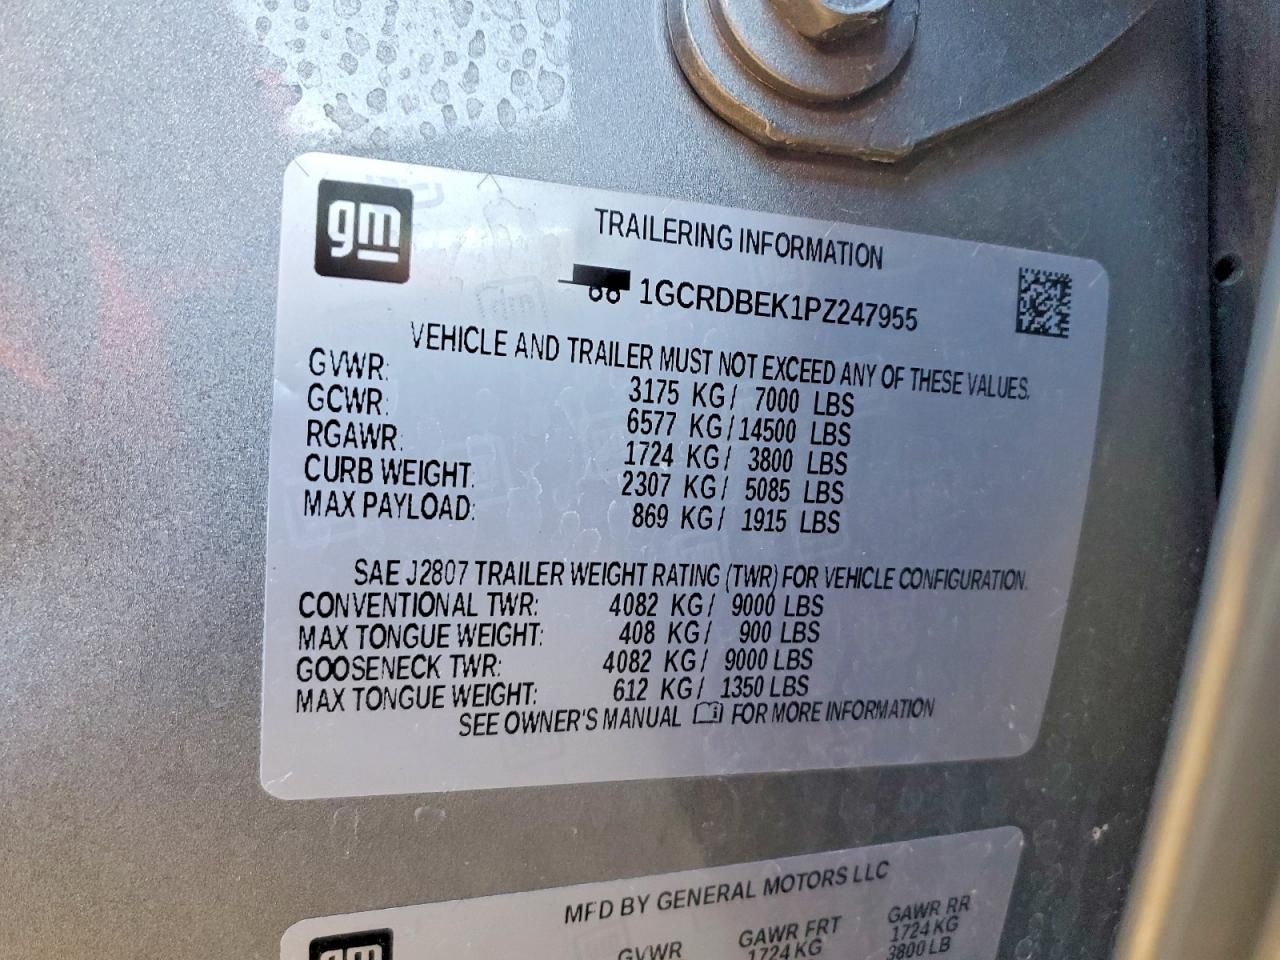 gm
TRAILERING INFORMATION
1GCRDBEK1PZ247955
VEHICLE AND TRAILER MUST NOT EXCEED ANY OF THESE VALUES.
GVWR: 3175 KG/ 7000 LBS
GCWR: 6577 KG/14500 LBS
RGAWR: 1724 KG/ 3800 LBS
CURB WEIGHT: 2307 KG/ 5085 LBS
MAX PAYLOAD: 869 KG/ 1915 LBS
SAE J2807 TRAILER WEIGHT RATING (TWR) FOR VEHICLE CONFIGURATION.
CONVENTIONAL TWR: 4082 KG/ 9000 LBS
MAX TONGUE WEIGHT: 408 KG/ 900 LBS
GOOSENECK TWR: 4082 KG/ 9000 LBS
MAX TONGUE WEIGHT: 612 KG/ 1350 LBS
SEE OWNER'S MANUAL FOR MORE INFORMATION
MFD BY GENERAL MOTORS LLC
gm
GVWR GAWR FRT GAWR RR
1724 KG 1724 KG
3800 LB